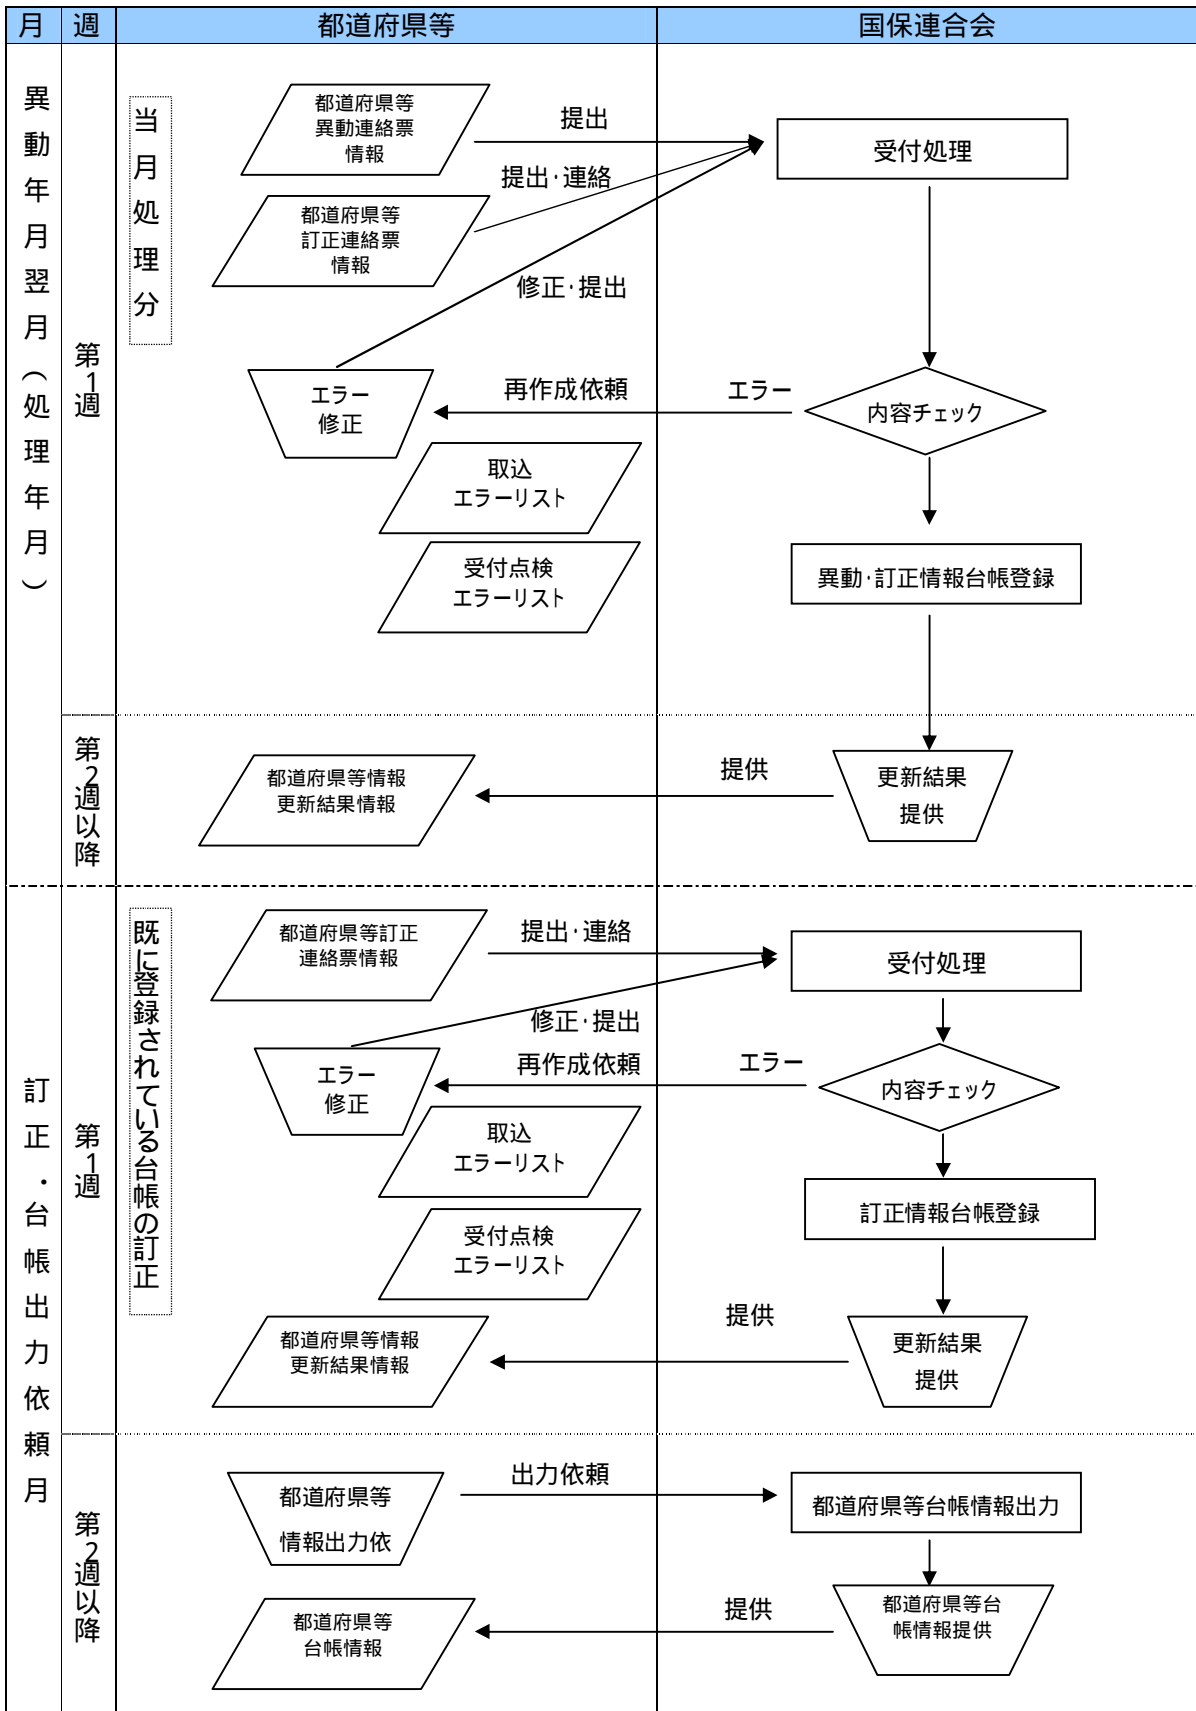 月 週 都道府県等 国保連合会
異動年月翌月(処理年月)
第1週
当月処理分
都道府県等
異動連絡票
情報
提出
受付処理
提出・連絡
都道府県等
訂正連絡票
情報
修正・提出
エラー
修正
再作成依頼
エラー
内容チェック
取込
エラーリスト
受付点検
エラーリスト
異動・訂正情報台帳登録
第2週以降
都道府県等情報
更新結果情報
提供
更新結果
提供
訂正・台帳出力依頼月
第1週
既に登録されている台帳の訂正
都道府県等訂正
連絡票情報
提出・連絡
受付処理
修正・提出
エラー
修正
再作成依頼
エラー
内容チェック
取込
エラーリスト
訂正情報台帳登録
受付点検
エラーリスト
都道府県等情報
更新結果情報
提供
更新結果
提供
第2週以降
都道府県等
情報出力依
出力依頼
都道府県等台帳情報出力
都道府県等
台帳情報
提供
都道府県等台
帳情報提供